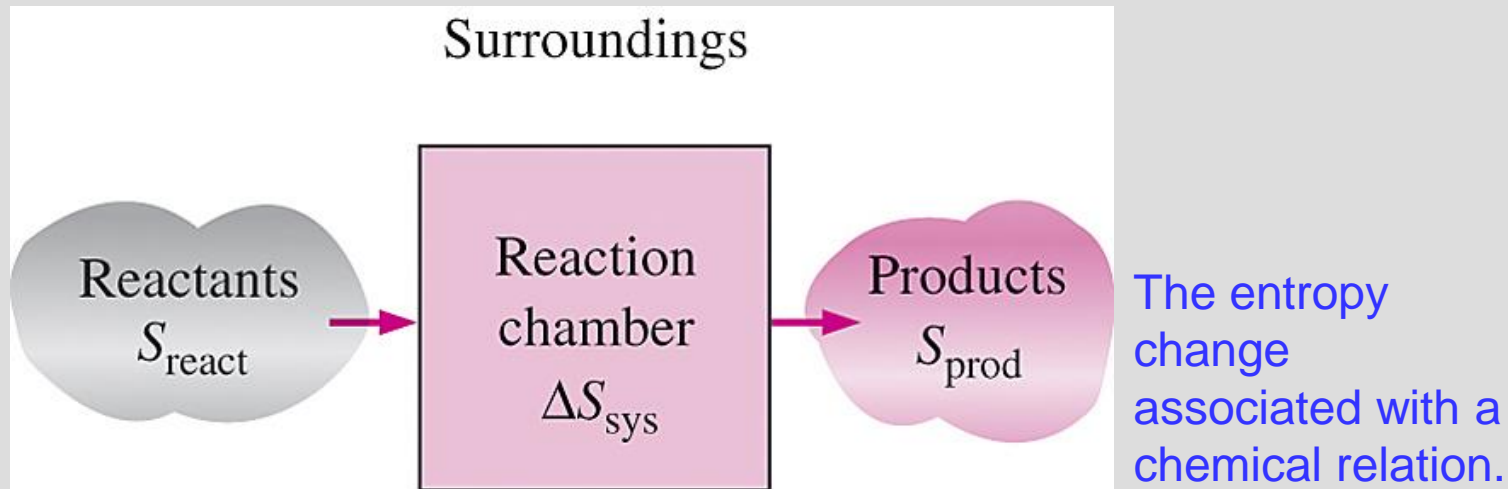 Surroundings
Reactants
S_react
Reaction
chamber
ΔS_sys
Products
S_prod
The entropy
change
associated with a
chemical relation.